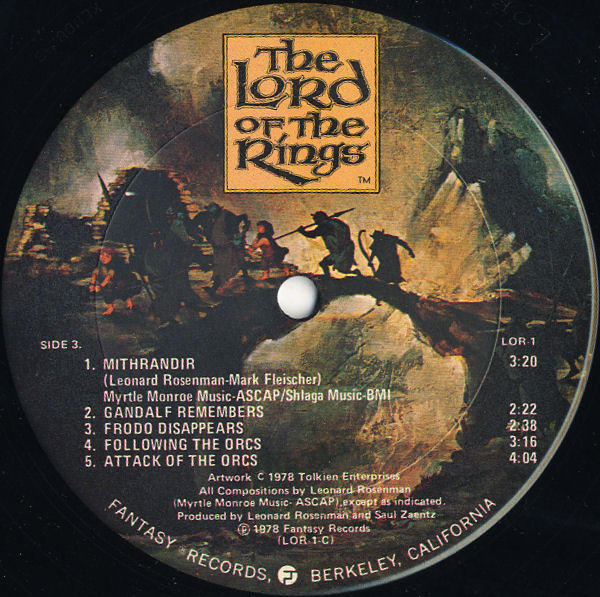 The
LORD
OF THE
Rings
TM
SIDE 3.
LOR-1
1. MITHRANDIR 3:20
(Leonard Rosenman-Mark Fleischer)
Myrtle Monroe Music-ASCAP/Shlaga Music-BMI
2. GANDALF REMEMBERS 2:22
3. FRODO DISAPPEARS 2:38
4. FOLLOWING THE ORCS 3:16
5. ATTACK OF THE ORCS 4:04
Artwork © 1978 Tolkien Enterprises
All Compositions by Leonard Rosenman
(Myrtle Monroe Music- ASCAP),except as indicated.
Produced by Leonard Rosenman and Saul Zaentz
℗ 1978 Fantasy Records
(LOR-1-C)
FANTASY ® RECORDS, FJ BERKELEY, CALIFORNIA